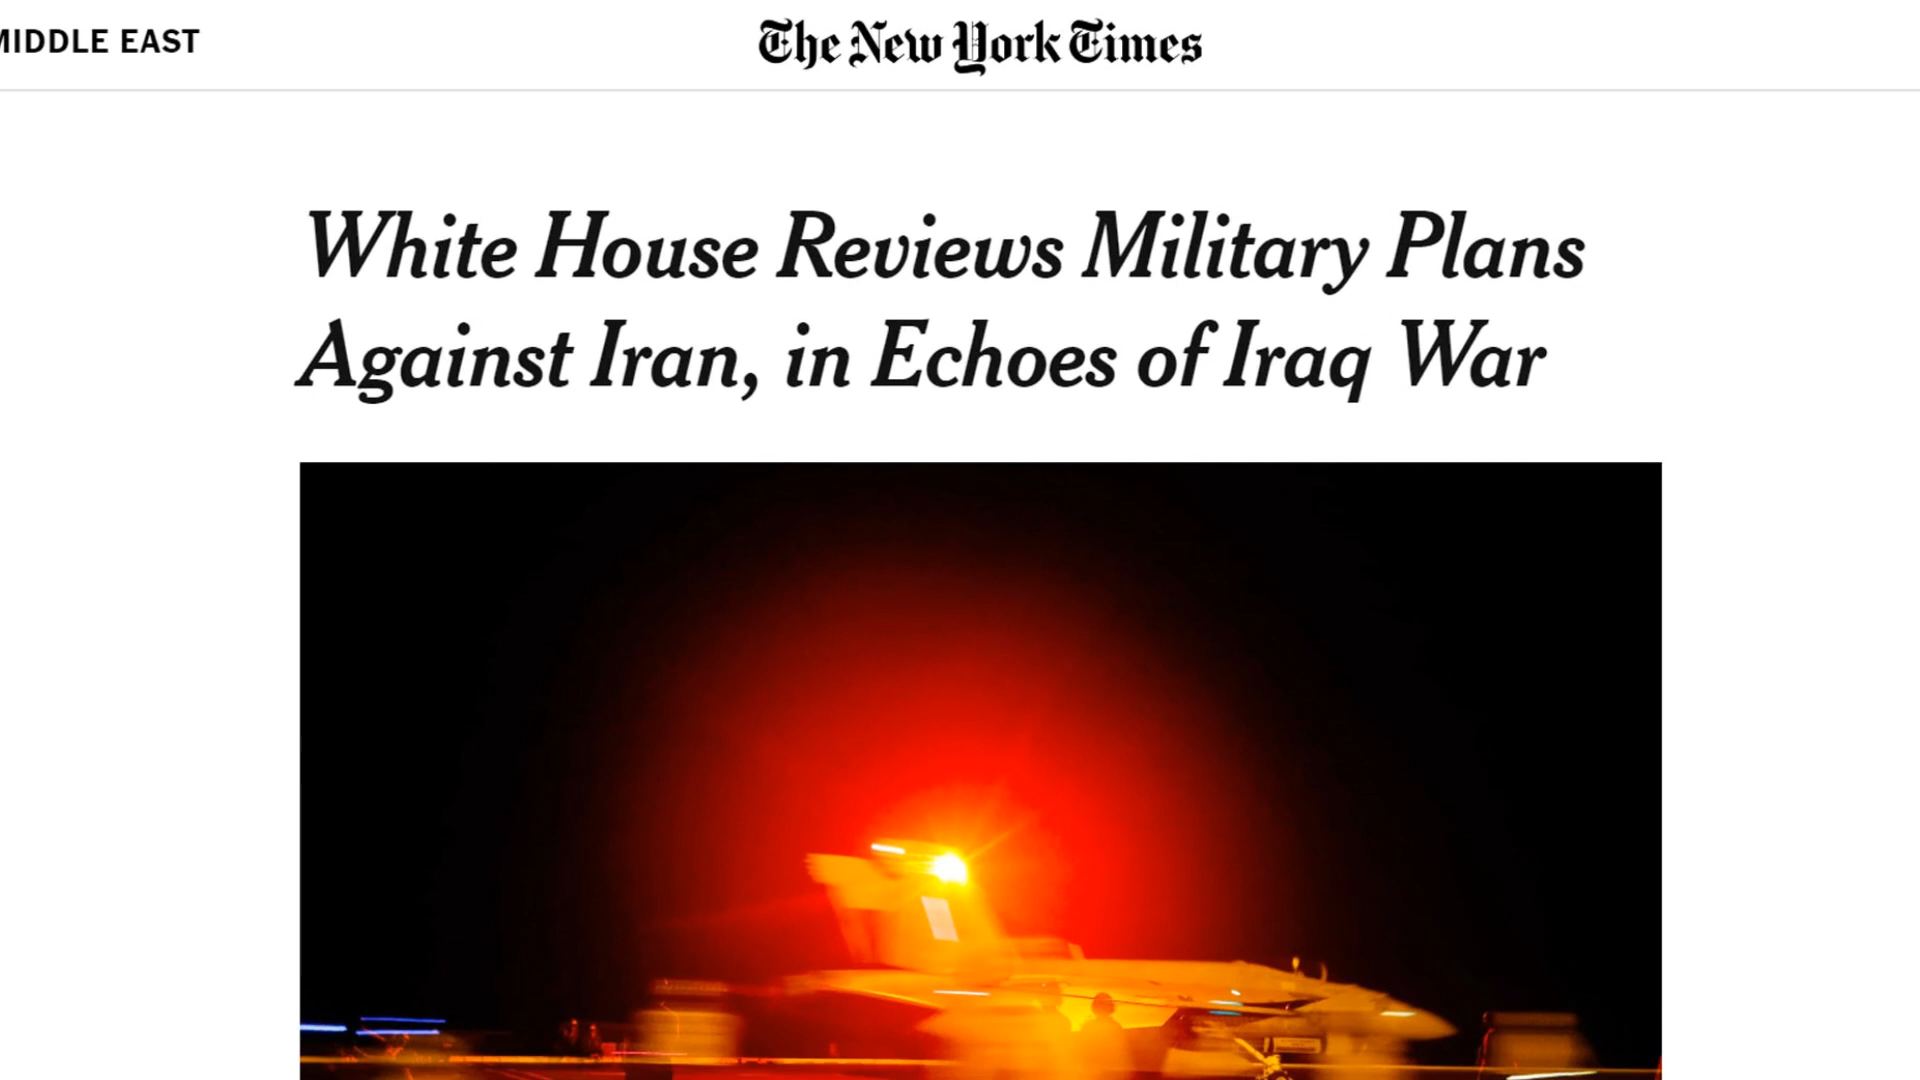 MIDDLE EAST
The New York Times
White House Reviews Military Plans
Against Iran, in Echoes of Iraq War